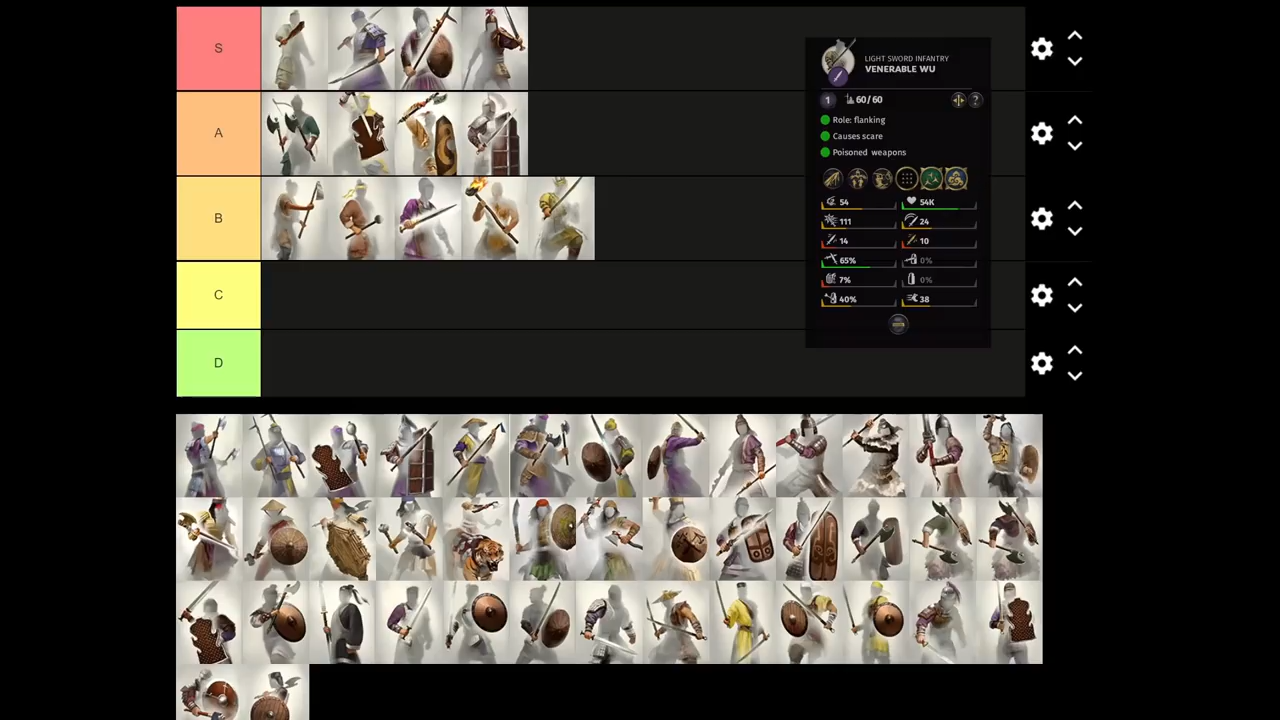 S
A
B
C
D
LIGHT SWORD INFANTRY
VENERABLE WU
1 60/60 ?
Role: flanking
Causes scare
Poisoned weapons
54 54K
111 24
14 10
65% 0%
7% 0%
40% 38